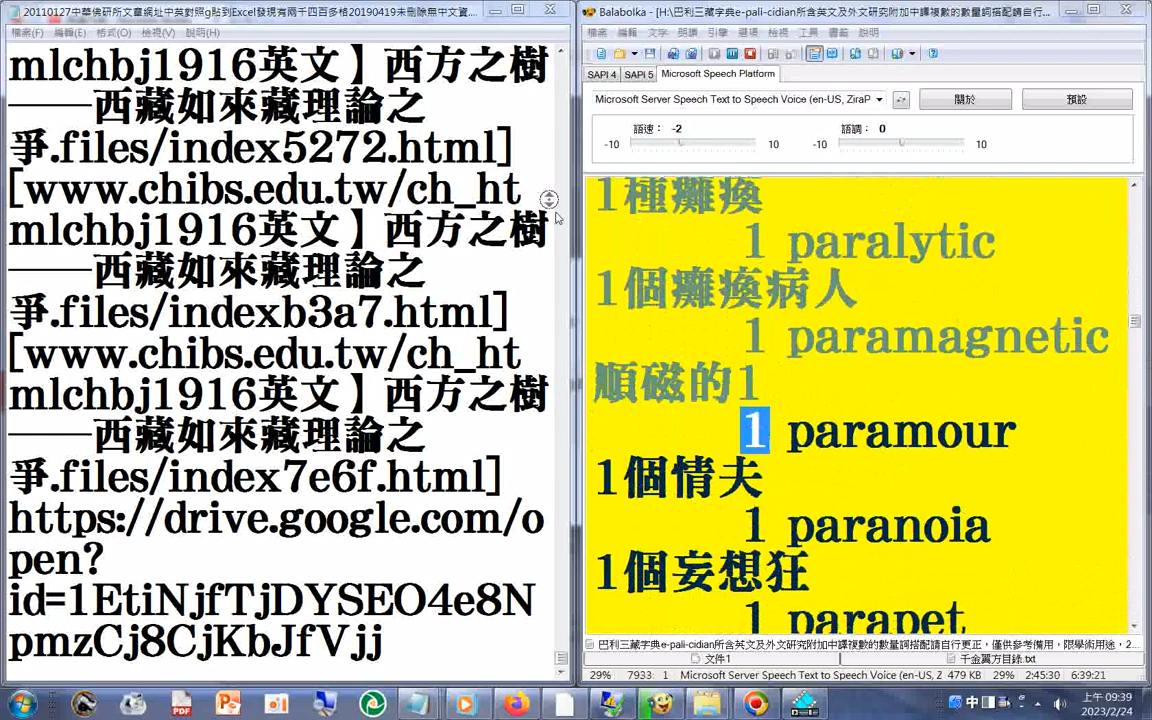 20110127中華佛研所文章網址中英對照g貼到Excel發現有兩千四百多格20190419未刪除無中文資...
檔案(F) 編輯(E) 格式(O) 檢視(V) 說明(H)
mlchbj1916英文】西方之樹
——西藏如來藏理論之
爭.files/index5272.html]
[www.chibs.edu.tw/ch_ht
mlchbj1916英文】西方之樹
——西藏如來藏理論之
爭.files/indexb3a7.html]
[www.chibs.edu.tw/ch_ht
mlchbj1916英文】西方之樹
——西藏如來藏理論之
爭.files/index7e6f.html]
https://drive.google.com/o
pen?
id=1EtiNjfTjDYSEO4e8N
pmzCj8CjKbJfVjj
Balabolka - [H:\巴利三藏字典e-pali-cidian所含英文及外文研究附加中譯複數的數量詞搭配請自行...
檔案 編輯 文字 朗讀 引擎 選項 檢視 工具 書籤 說明
SAPI 4 SAPI 5 Microsoft Speech Platform
Microsoft Server Speech Text to Speech Voice (en-US, ZiraP
關於 預設
語速： -2 語調： 0
-10 10 -10 10
1種癱瘓
1 paralytic
1個癱瘓病人
1 paramagnetic
順磁的1
1 paramour
1個情夫
1 paranoia
1個妄想狂
1 parapet
巴利三藏字典e-pali-cidian所含英文及外文研究附加中譯複數的數量詞搭配請自行更正，僅供參考備用，限學術用途，2...
文件1 千金翼方目錄.txt
29% 7933: 1 Microsoft Server Speech Text to Speech Voice (en-US, Zir 479 KB 29% 2:45:30 6:39:21
中
上午 09:39
2023/2/24